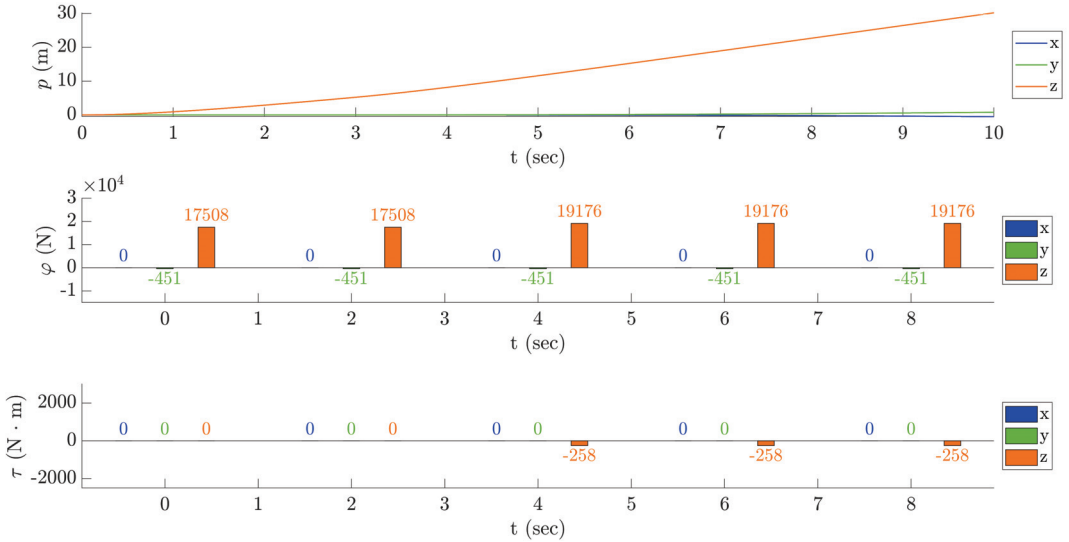 30
20
10
0
p (m)
0 1 2 3 4 5 6 7 8 9 10
t (sec)
x
y
z
×10⁴
3
2
1
0
-1
φ (N)
0 -451 17508
0 -451 17508
0 -451 19176
0 -451 19176
0 -451 19176
0 1 2 3 4 5 6 7 8
t (sec)
x
y
z
2000
0
-2000
τ (N · m)
0 0 0
0 0 0
0 0 -258
0 0 -258
0 0 -258
0 1 2 3 4 5 6 7 8
t (sec)
x
y
z